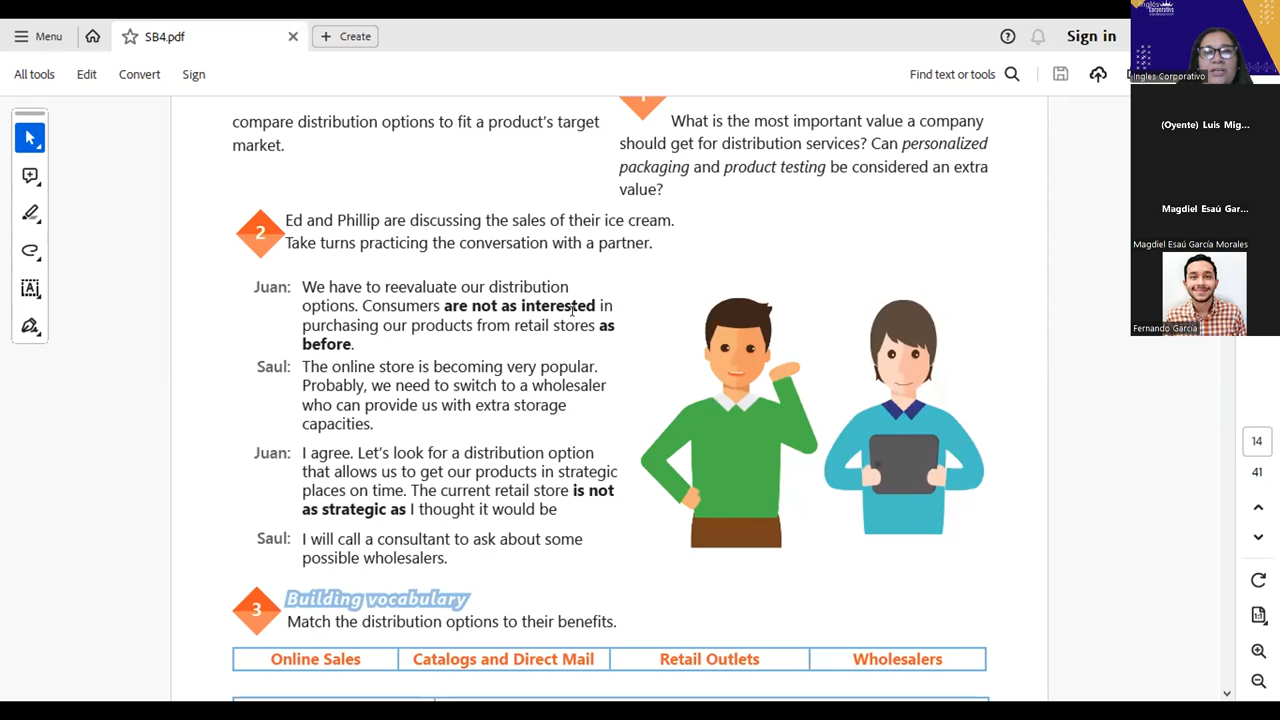 Menu
SB4.pdf
Create
Sign in
All tools
Edit
Convert
Sign
Find text or tools
compare distribution options to fit a product's target
market.
What is the most important value a company
should get for distribution services? Can personalized
packaging and product testing be considered an extra
value?
2
Ed and Phillip are discussing the sales of their ice cream.
Take turns practicing the conversation with a partner.
Juan: We have to reevaluate our distribution
options. Consumers are not as interested in
purchasing our products from retail stores as
before.
Saul: The online store is becoming very popular.
Probably, we need to switch to a wholesaler
who can provide us with extra storage
capacities.
Juan: I agree. Let's look for a distribution option
that allows us to get our products in strategic
places on time. The current retail store is not
as strategic as I thought it would be
Saul: I will call a consultant to ask about some
possible wholesalers.
3
Building vocabulary
Match the distribution options to their benefits.
Online Sales
Catalogs and Direct Mail
Retail Outlets
Wholesalers
Inglés
Corporativo
Ingles Corporativo
(Oyente) Luis Mig...
Magdiel Esaú Gar...
Magdiel Esaú García Morales
Fernando García
14
41
1:1